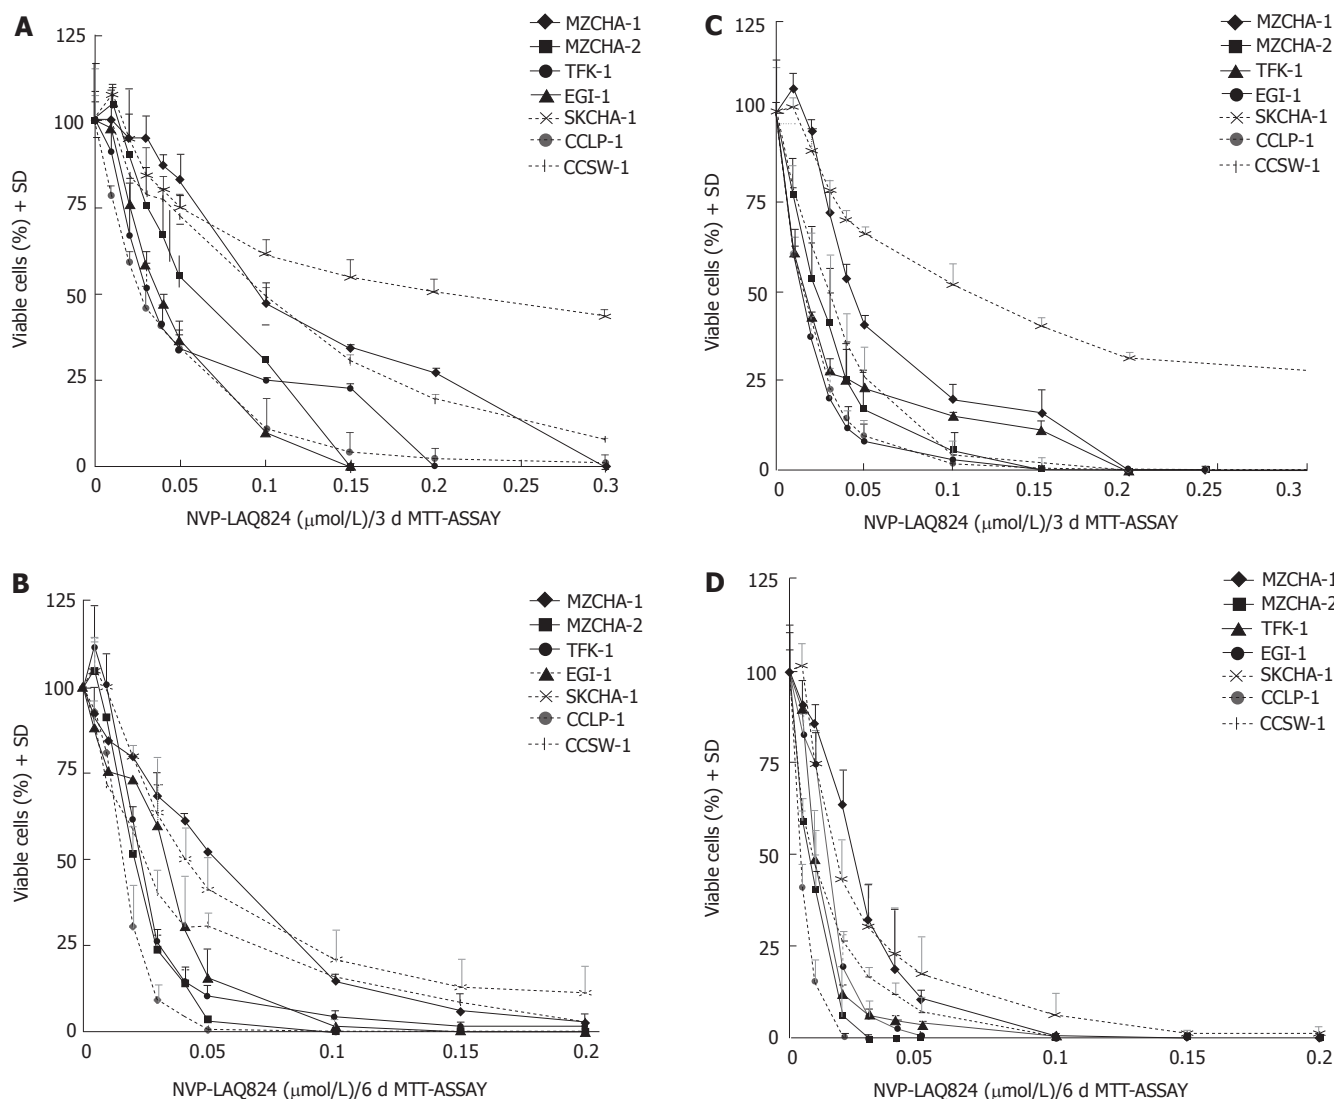 A
125
100
75
50
25
0
Viable cells (%) + SD
0 0.05 0.1 0.15 0.2 0.25 0.3
NVP-LAQ824 (μmol/L)/3 d MTT-ASSAY
MZCHA-1
MZCHA-2
TFK-1
EGI-1
SKCHA-1
CCLP-1
CCSW-1
C
125
100
75
50
25
0
Viable cells (%) + SD
0 0.05 0.1 0.15 0.2 0.25 0.3
NVP-LAQ824 (μmol/L)/3 d MTT-ASSAY
MZCHA-1
MZCHA-2
TFK-1
EGI-1
SKCHA-1
CCLP-1
CCSW-1
B
125
100
75
50
25
0
Viable cells (%) + SD
0 0.05 0.1 0.15 0.2
NVP-LAQ824 (μmol/L)/6 d MTT-ASSAY
MZCHA-1
MZCHA-2
TFK-1
EGI-1
SKCHA-1
CCLP-1
CCSW-1
D
125
100
75
50
25
0
Viable cells (%) + SD
0 0.05 0.1 0.15 0.2
NVP-LAQ824 (μmol/L)/6 d MTT-ASSAY
MZCHA-1
MZCHA-2
TFK-1
EGI-1
SKCHA-1
CCLP-1
CCSW-1